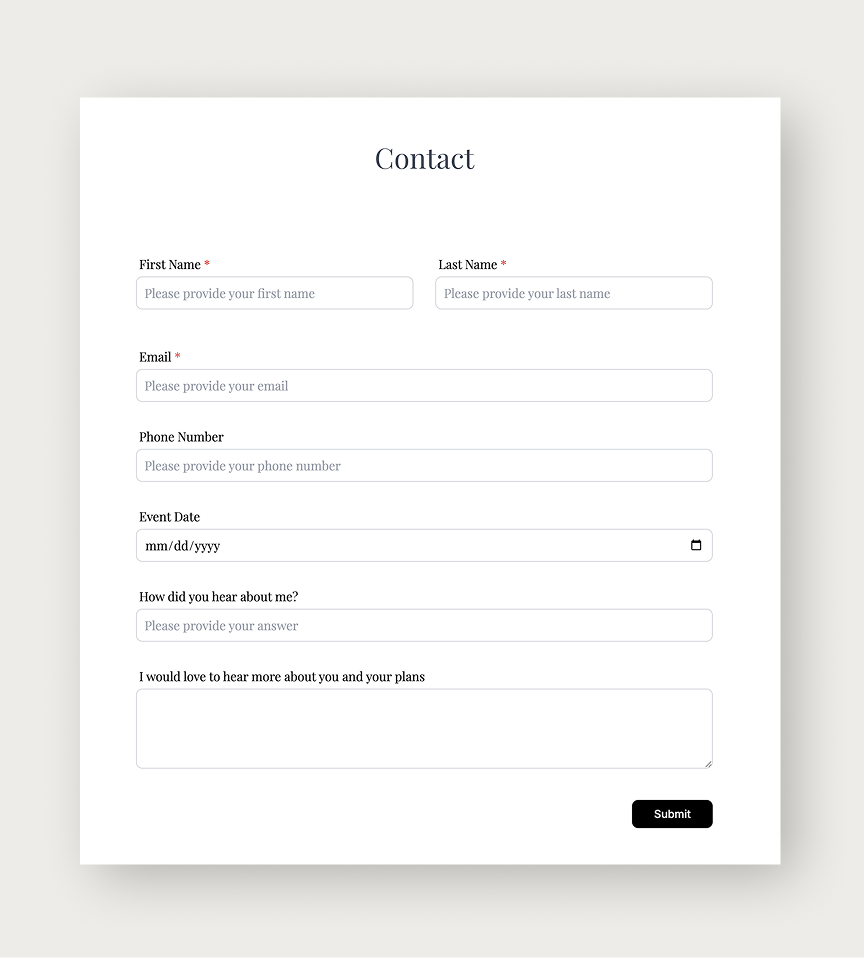 Contact
First Name * Last Name *
Please provide your first name Please provide your last name
Email *
Please provide your email
Phone Number
Please provide your phone number
Event Date
mm/dd/yyyy
How did you hear about me?
Please provide your answer
I would love to hear more about you and your plans
Submit